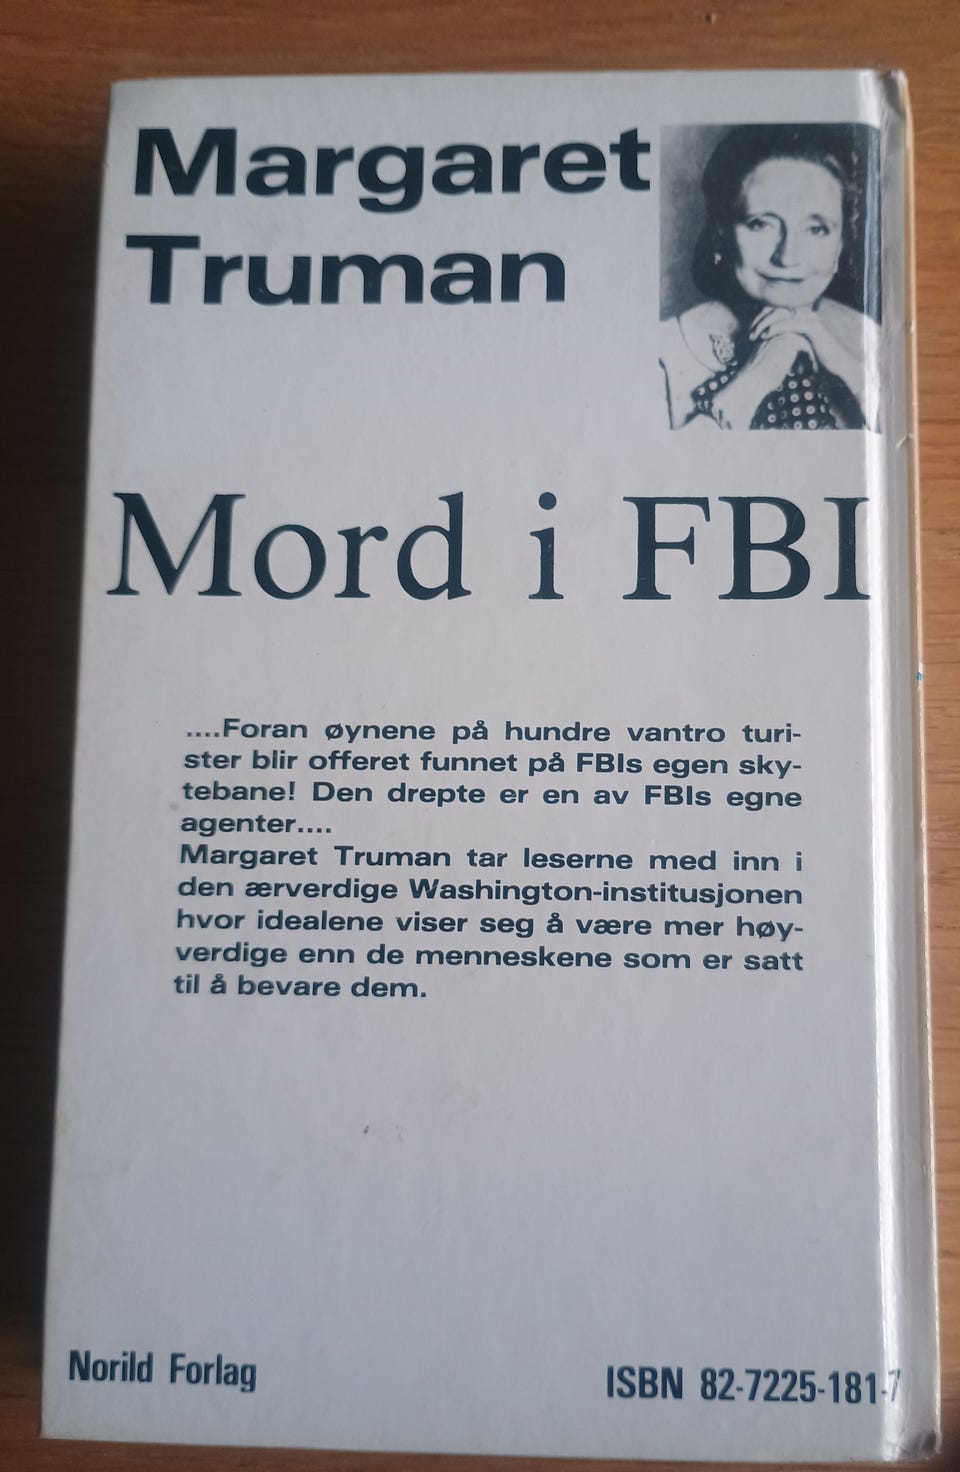 Margaret
Truman
Mord i FBI
....Foran øynene på hundre vantro turi-
ster blir offeret funnet på FBIs egen sky-
tebane! Den drepte er en av FBIs egne
agenter....
Margaret Truman tar leserne med inn i
den ærverdige Washington-institusjonen
hvor idealene viser seg å være mer høy-
verdige enn de menneskene som er satt
til å bevare dem.
Norild Forlag
ISBN 82-7225-181-7